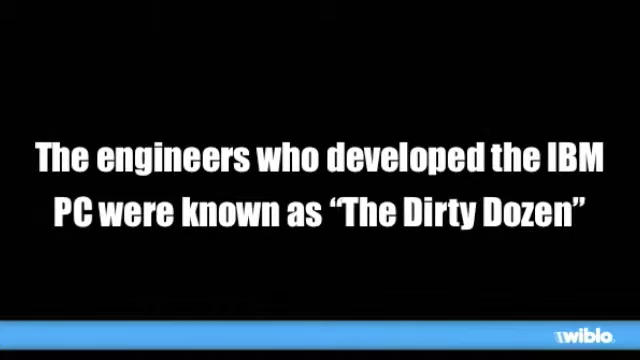 The engineers who developed the IBM
PC were known as “The Dirty Dozen”
wiblo